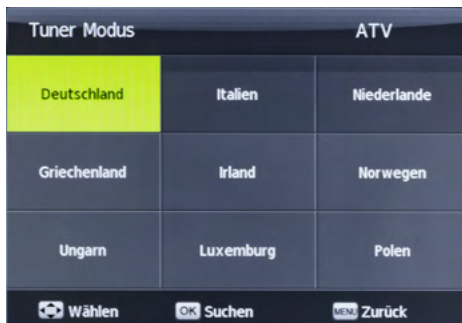 Tuner Modus ATV
Deutschland Italien Niederlande
Griechenland Irland Norwegen
Ungarn Luxemburg Polen
Wählen OK Suchen MENU Zurück